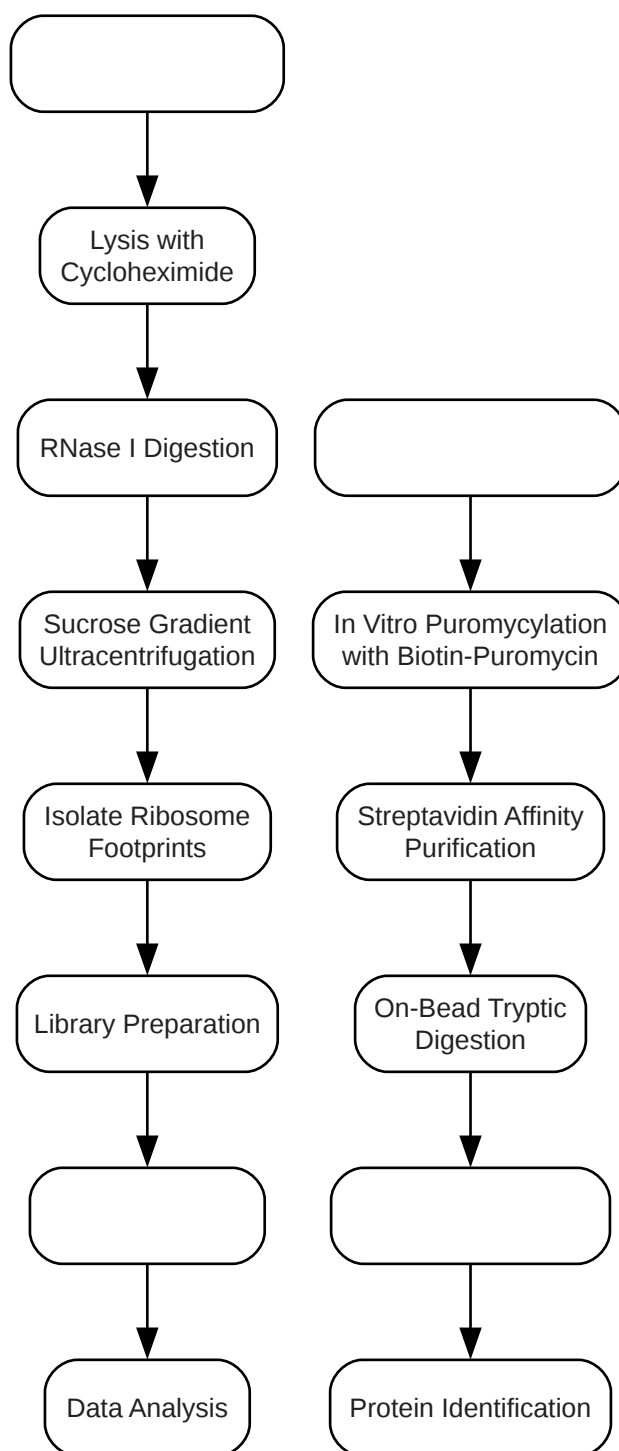 Lysis with
Cycloheximide
RNase I Digestion
Sucrose Gradient
Ultracentrifugation
Isolate Ribosome
Footprints
Library Preparation
Data Analysis
In Vitro Puromycylation
with Biotin-Puromycin
Streptavidin Affinity
Purification
On-Bead Tryptic
Digestion
Protein Identification